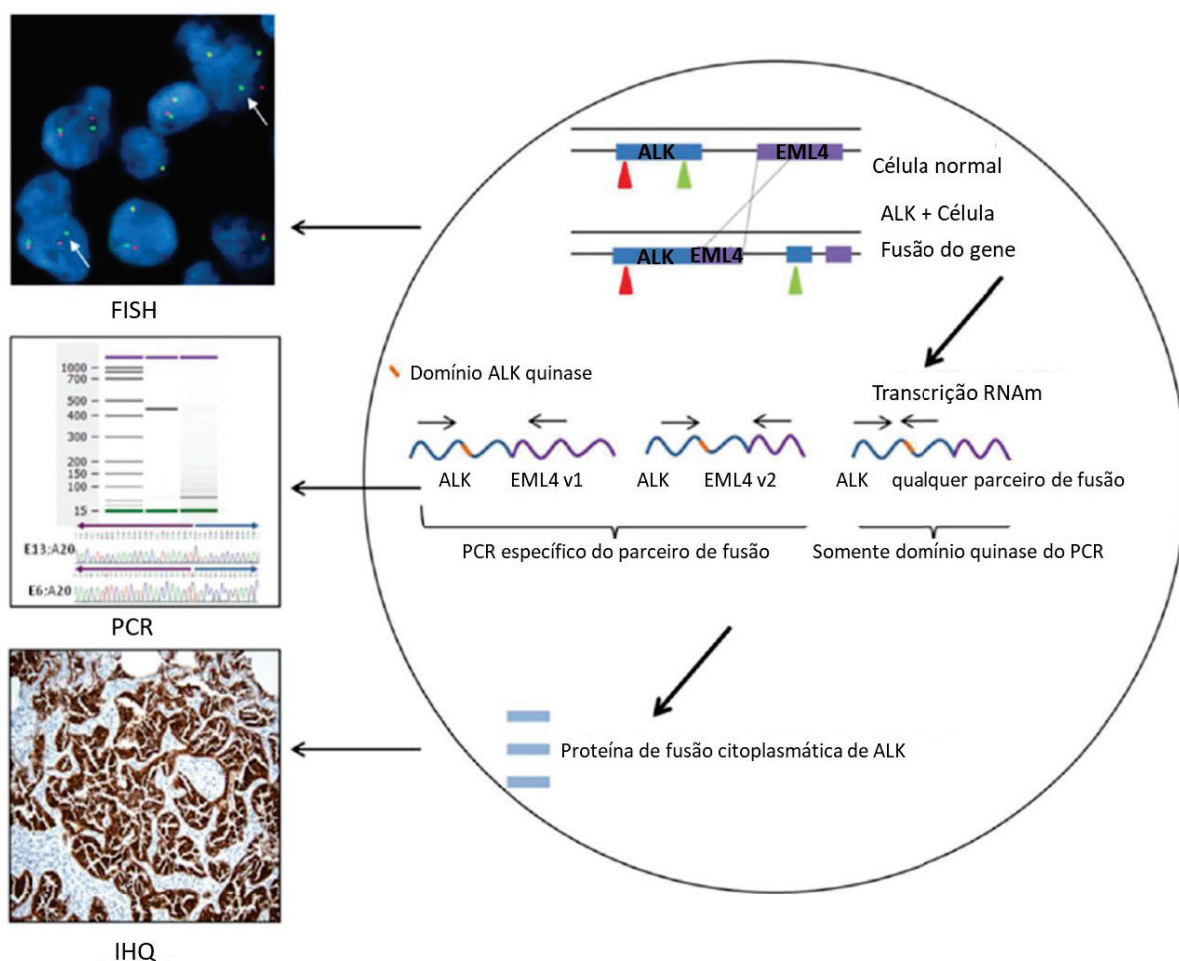 FISH
1000
700
500
400
300
200
150
100
15
E13;A20
E6;A20
PCR
IHQ
ALK EML4
Célula normal
ALK + Célula
ALK EML4
Fusão do gene
Domínio ALK quinase
Transcrição RNAm
ALK EML4 v1 ALK EML4 v2 ALK qualquer parceiro de fusão
PCR específico do parceiro de fusão Somente domínio quinase do PCR
Proteína de fusão citoplasmática de ALK